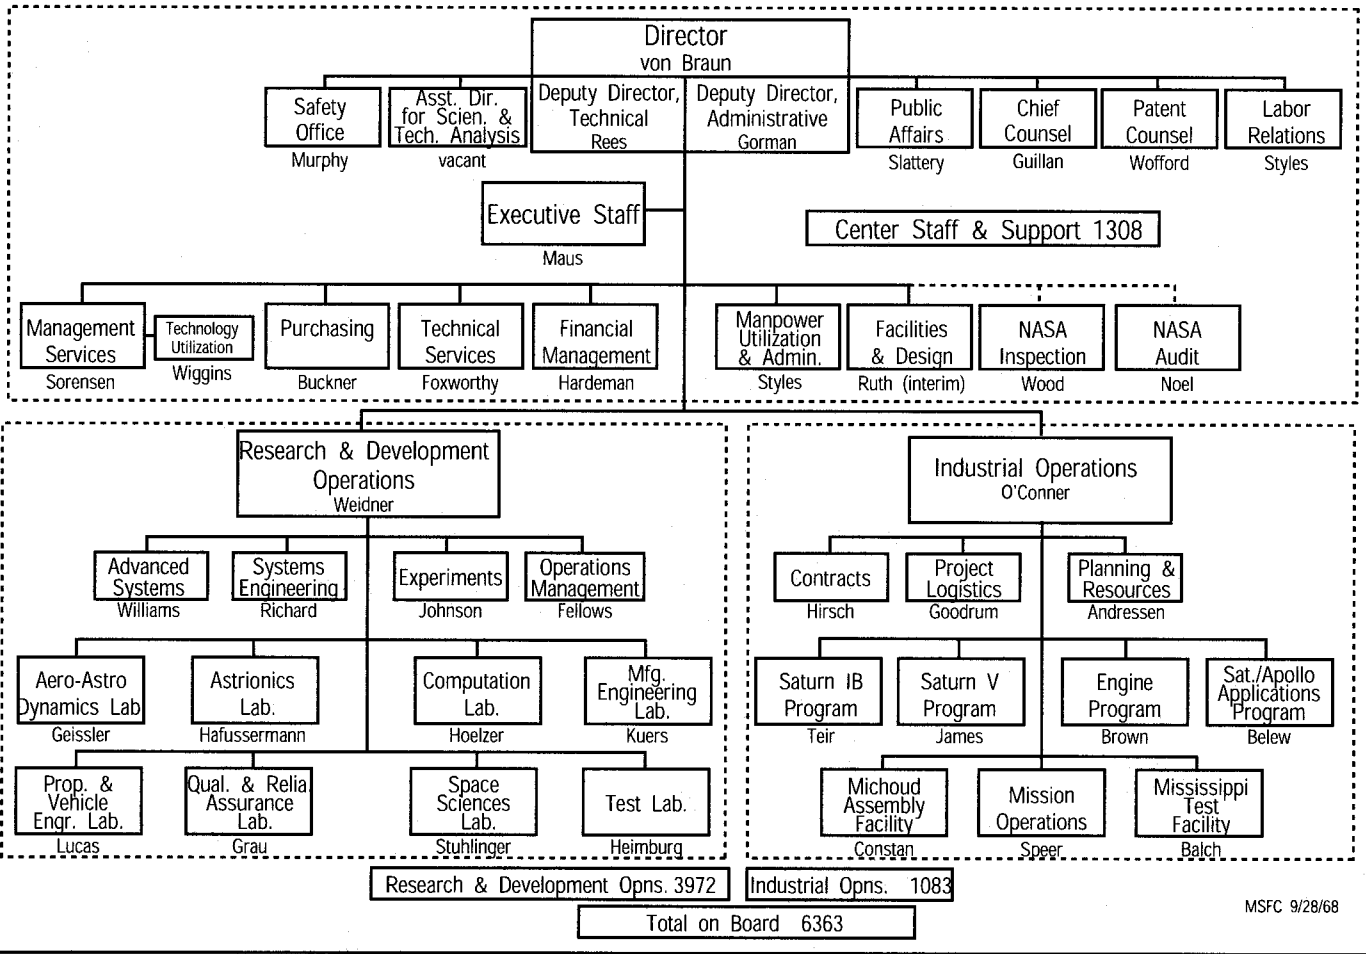 Director
von Braun
Safety
Office
Murphy
Asst. Dir.
for Scien. &
Tech. Analysis
vacant
Deputy Director,
Technical
Rees
Deputy Director,
Administrative
Gorman
Public
Affairs
Slattery
Chief
Counsel
Guillan
Patent
Counsel
Wofford
Labor
Relations
Styles
Executive Staff
Maus
Center Staff & Support 1308
Management
Services
Sorensen
Technology
Utilization
Wiggins
Purchasing
Buckner
Technical
Services
Foxworthy
Financial
Management
Hardeman
Manpower
Utilization
& Admin.
Styles
Facilities
& Design
Ruth (interim)
NASA
Inspection
Wood
NASA
Audit
Noel
Research & Development
Operations
Weidner
Advanced
Systems
Williams
Systems
Engineering
Richard
Experiments
Johnson
Operations
Management
Fellows
Aero-Astro
Dynamics Lab
Geissler
Astrionics
Lab.
Hafussermann
Computation
Lab.
Hoelzer
Mfg.
Engineering
Lab.
Kuers
Prop. &
Vehicle
Engr. Lab.
Lucas
Qual. & Relia.
Assurance
Lab.
Grau
Space
Sciences
Lab.
Stuhlinger
Test Lab.
Heimburg
Industrial Operations
O'Conner
Contracts
Hirsch
Project
Logistics
Goodrum
Planning &
Resources
Andressen
Saturn IB
Program
Teir
Saturn V
Program
James
Engine
Program
Brown
Sat./Apollo
Applications
Program
Belew
Michoud
Assembly
Facility
Constan
Mission
Operations
Speer
Mississippi
Test
Facility
Balch
Research & Development Opns. 3972
Industrial Opns. 1083
Total on Board 6363
MSFC 9/28/68